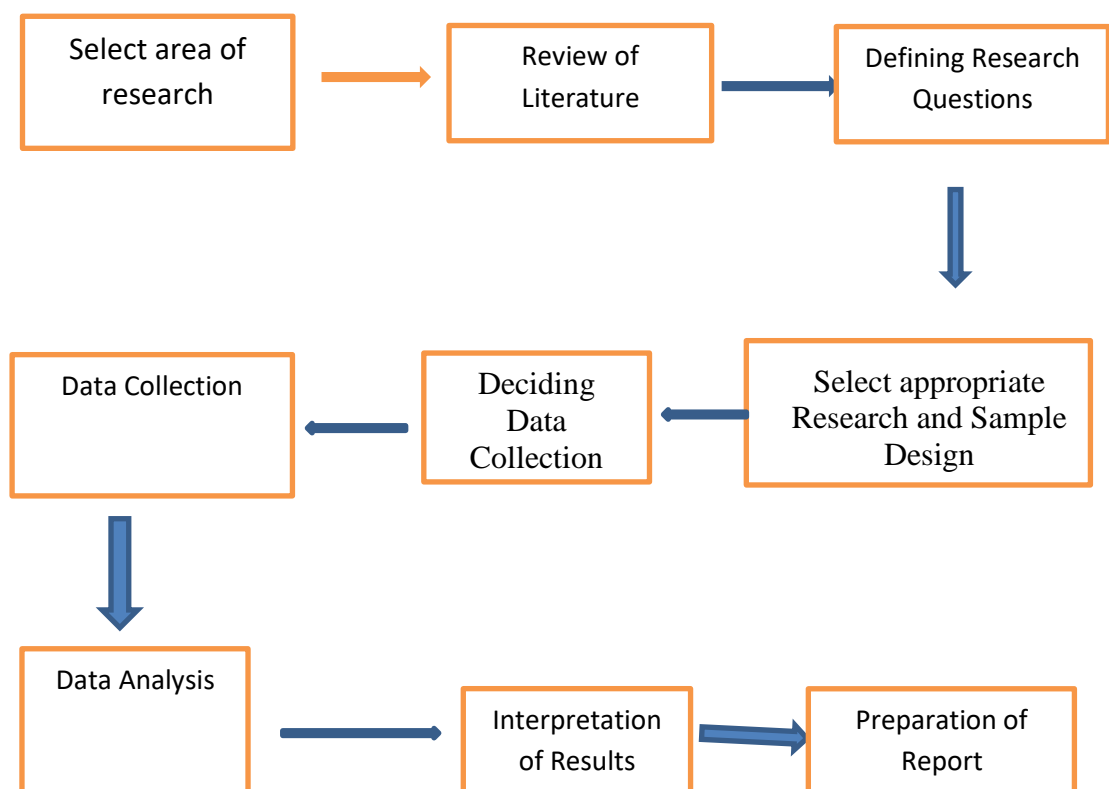 Select area of
research
Review of
Literature
Defining Research
Questions
Select appropriate
Research and Sample
Design
Deciding
Data
Collection
Data Collection
Data Analysis
Interpretation
of Results
Preparation of
Report